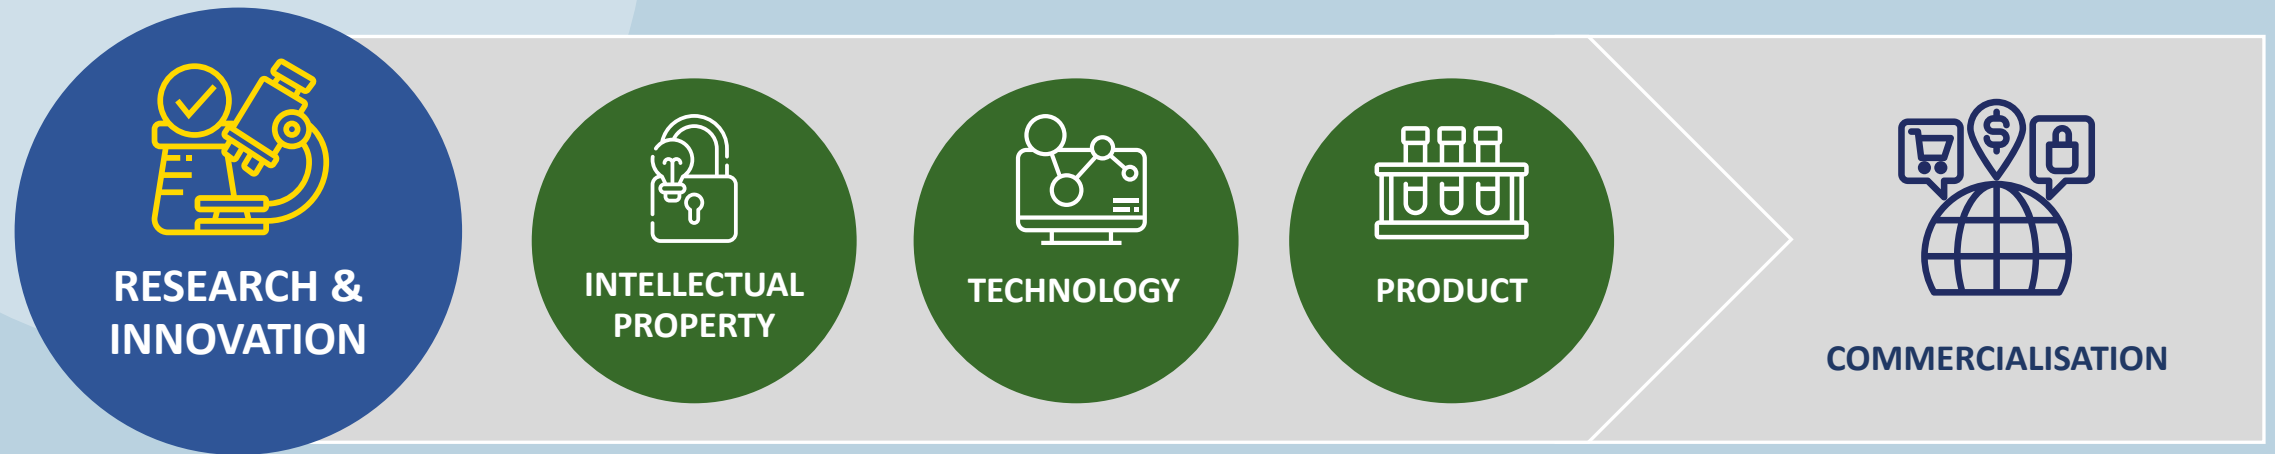 RESEARCH &
INNOVATION
INTELLECTUAL
PROPERTY
TECHNOLOGY
PRODUCT
$
COMMERCIALISATION